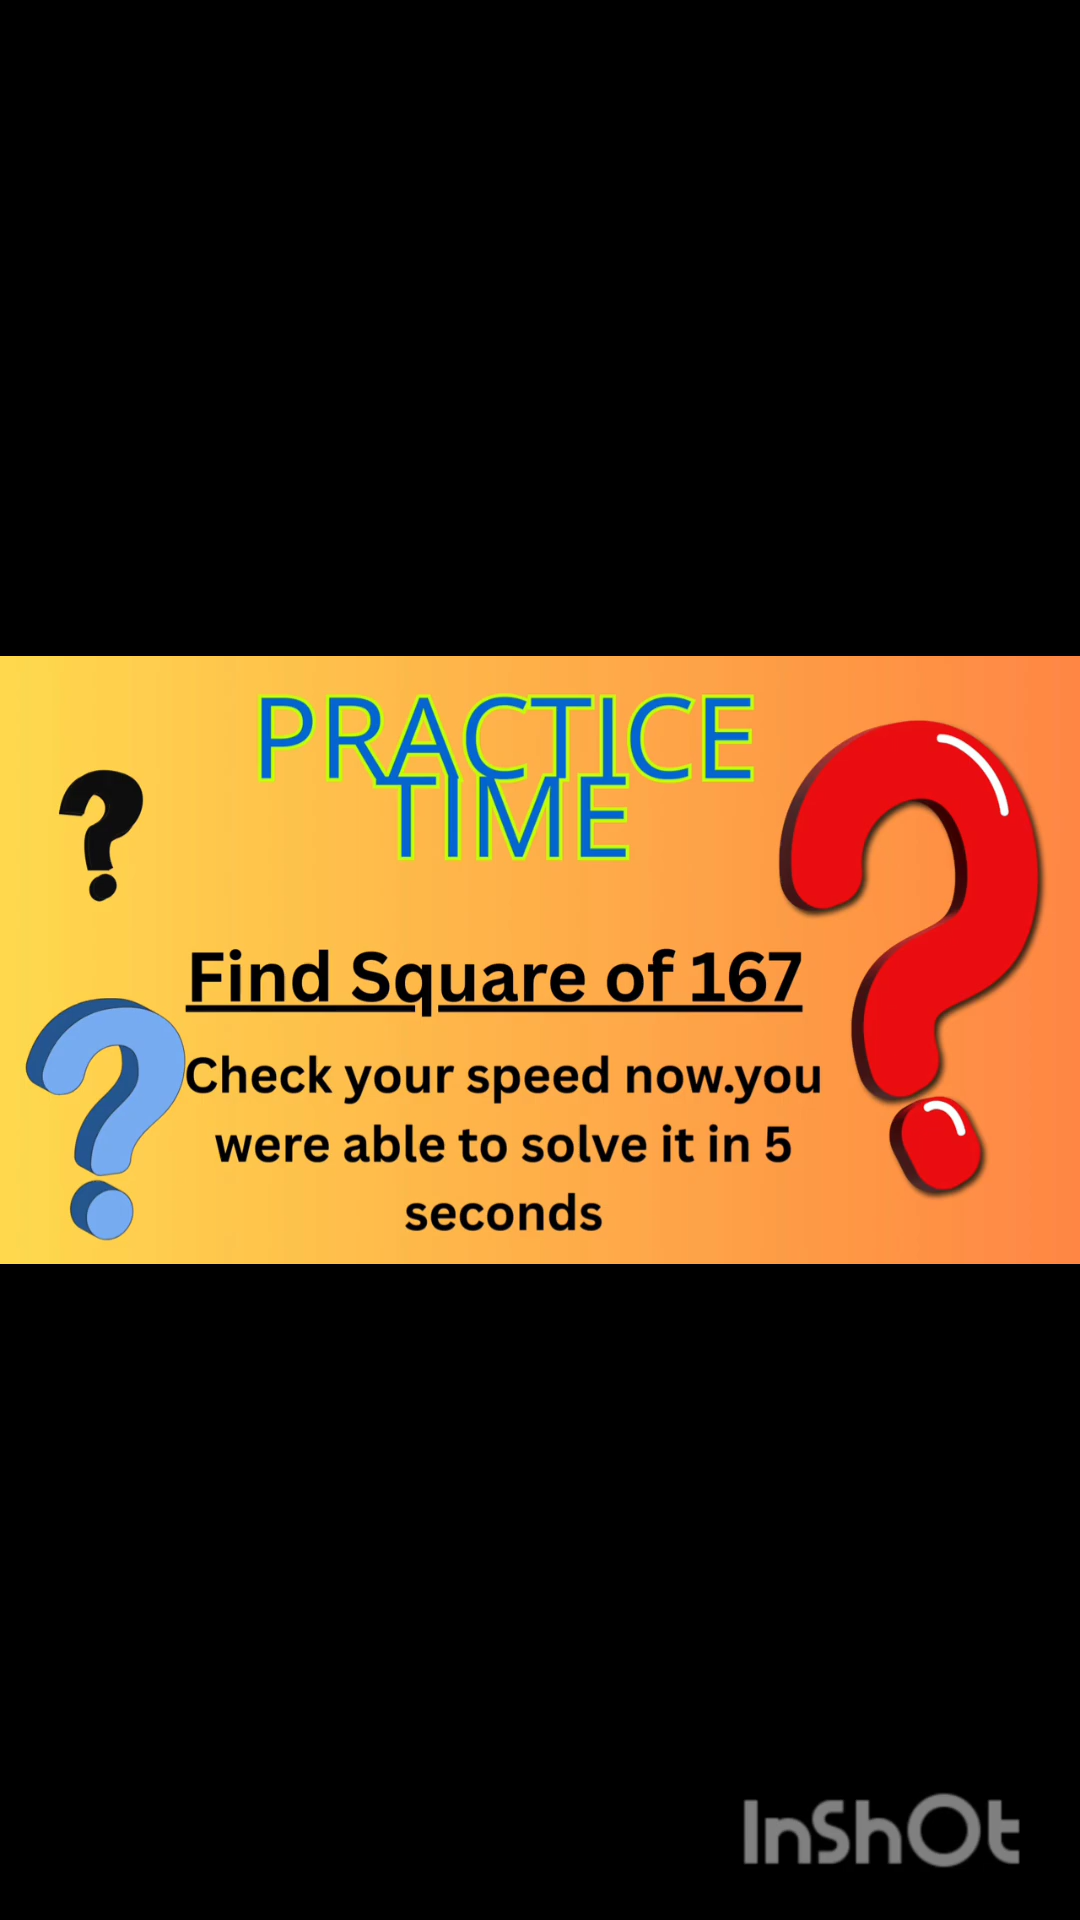 PRACTICE
TIME
Find Square of 167
Check your speed now.you
were able to solve it in 5
seconds
InShOt